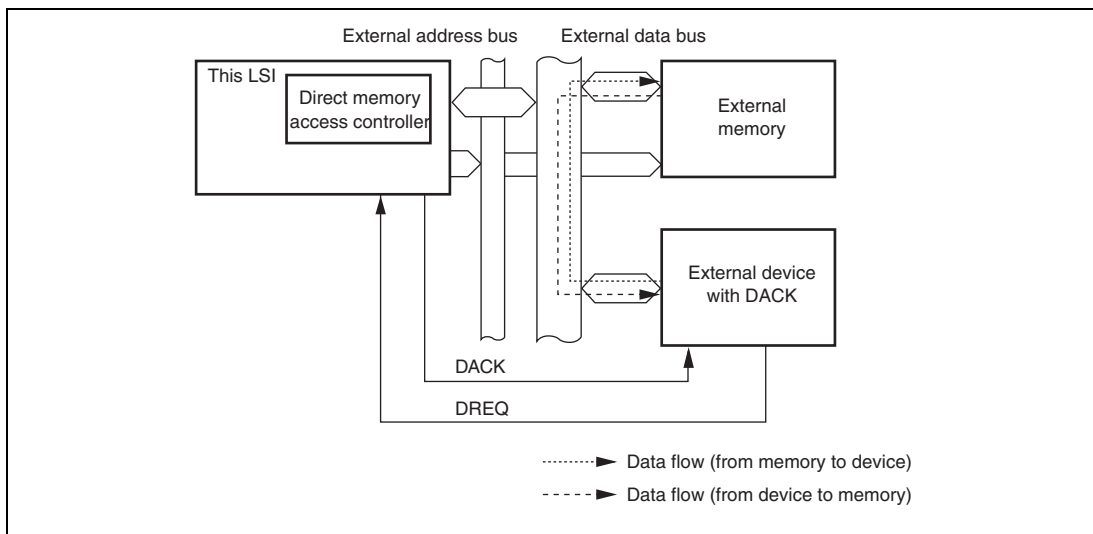 External address bus
External data bus
This LSI
Direct memory
access controller
External
memory
External device
with DACK
DACK
DREQ
Data flow (from memory to device)
Data flow (from device to memory)